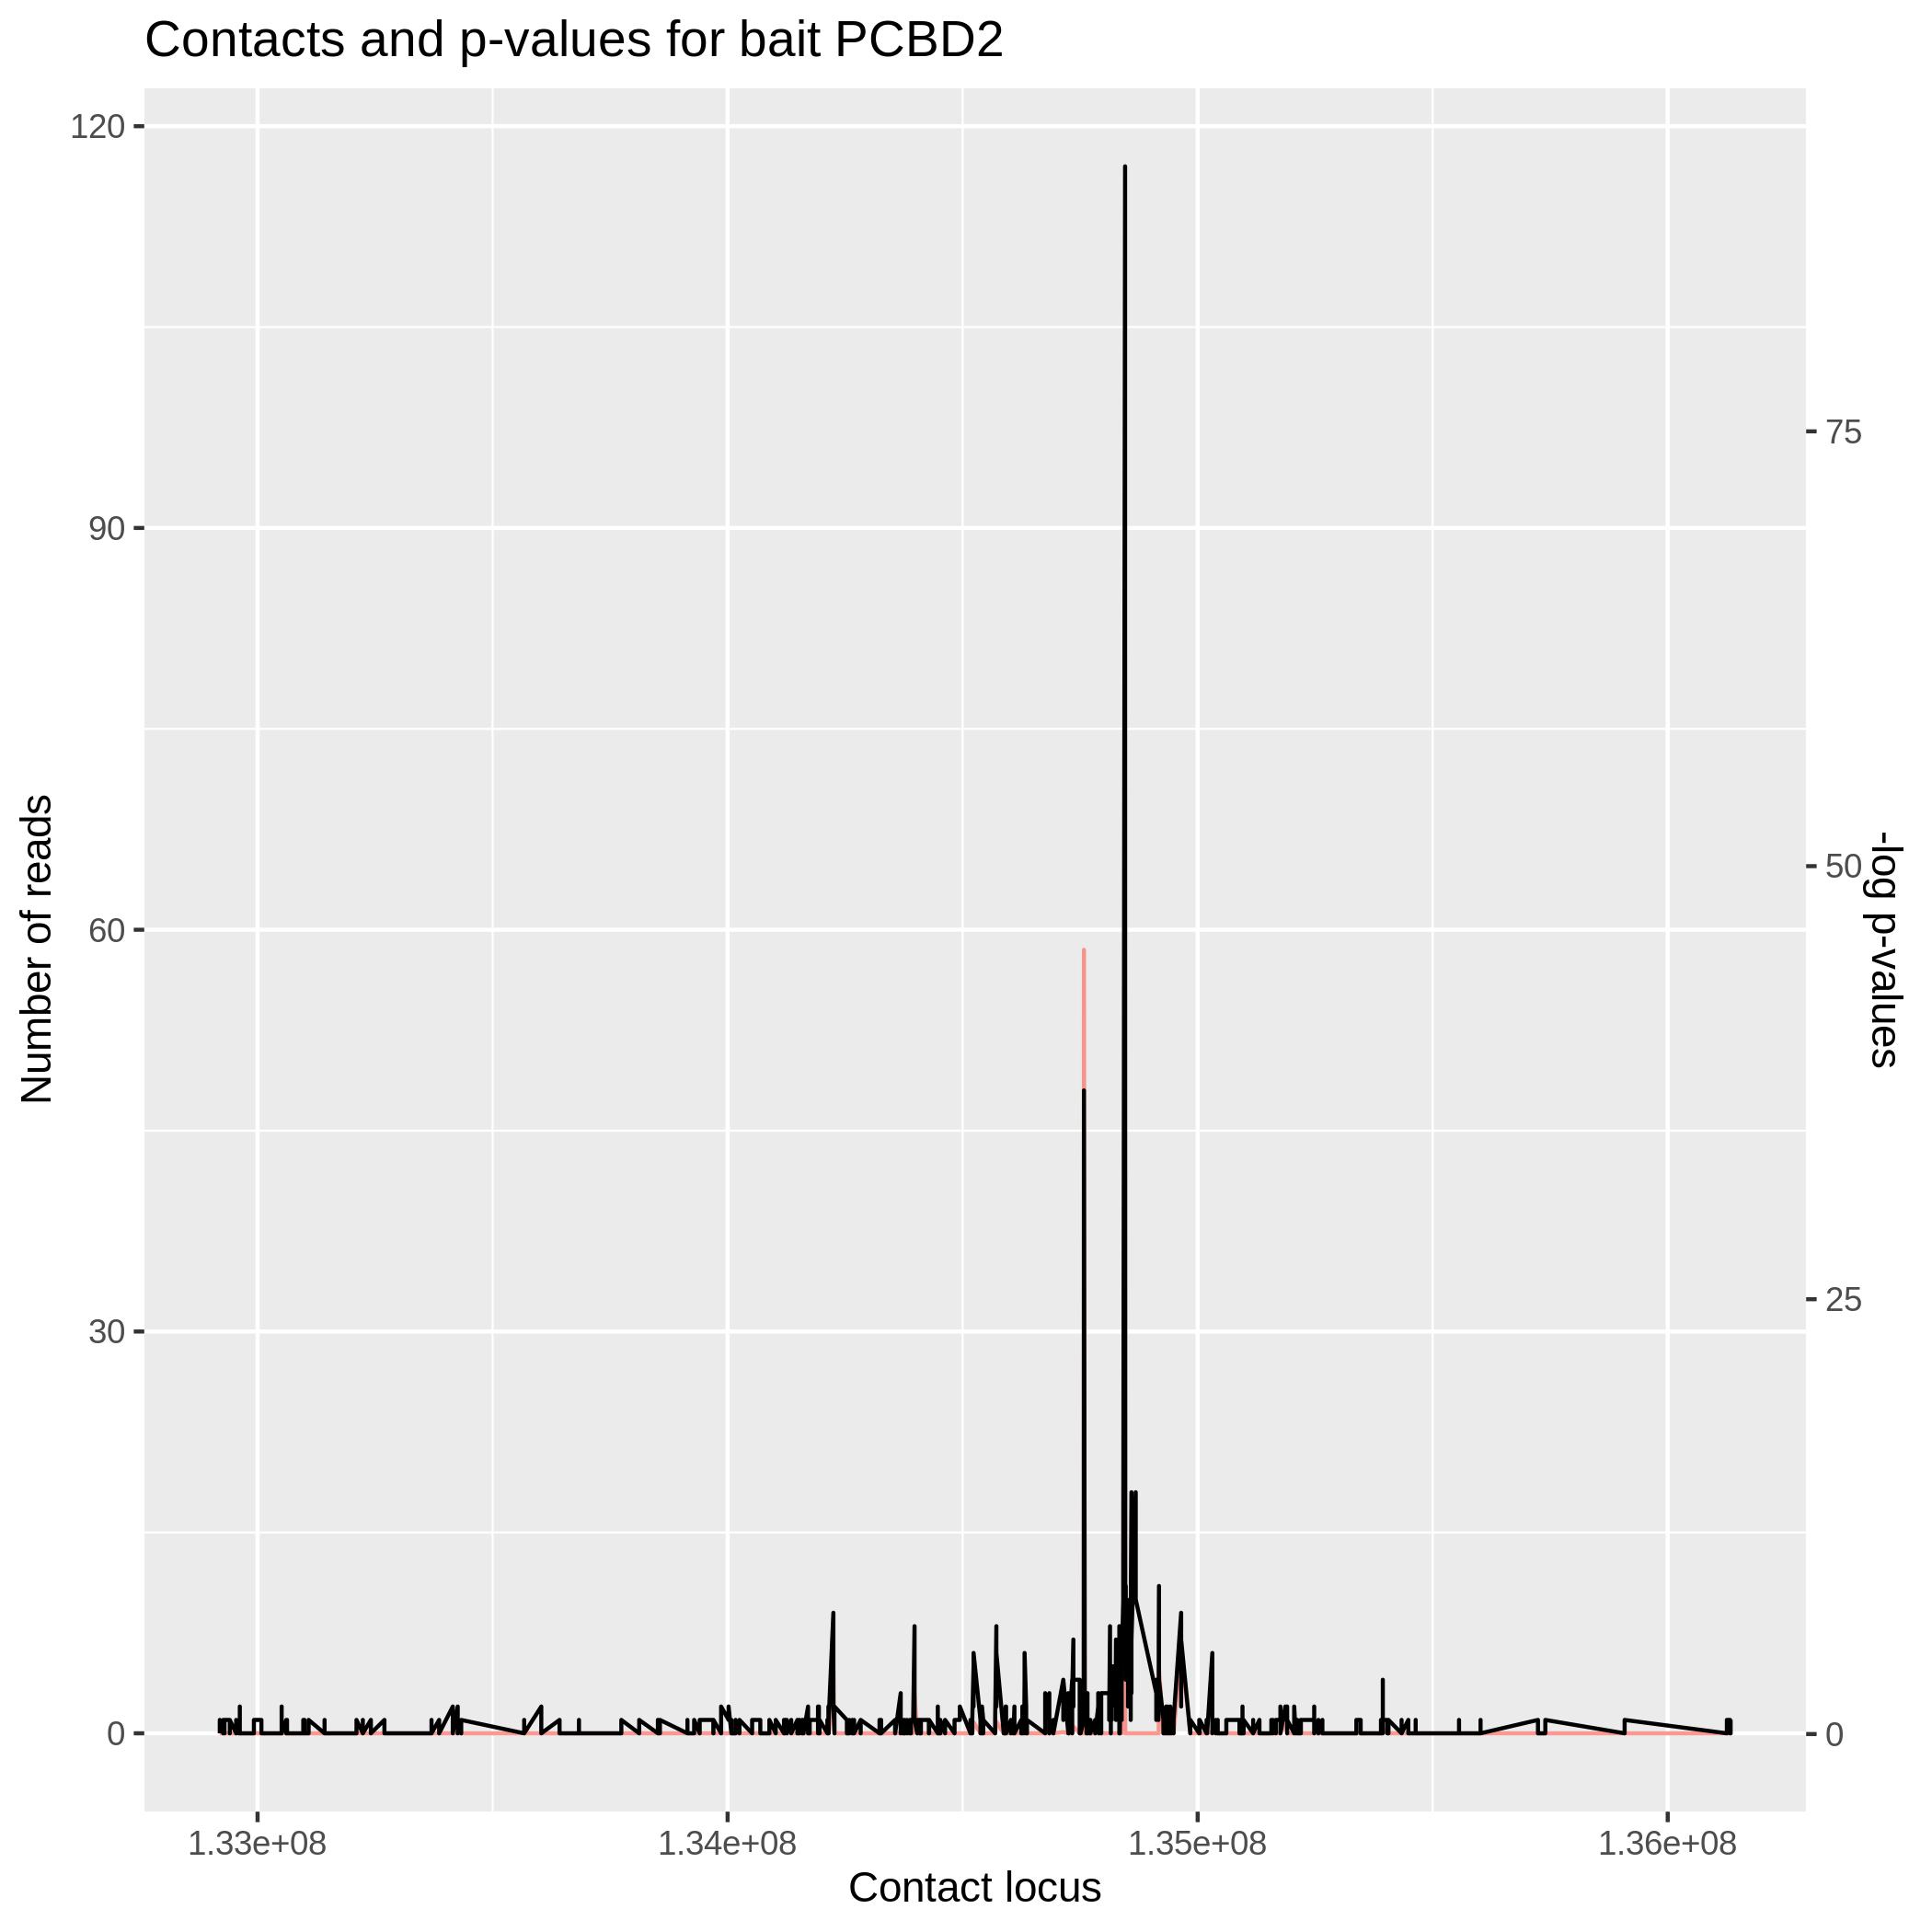 Contacts and p-values for bait PCBD2
120
90
60
30
0
Number of reads
75
50
25
0
-log p-values
1.33e+08
1.34e+08
1.35e+08
1.36e+08
Contact locus